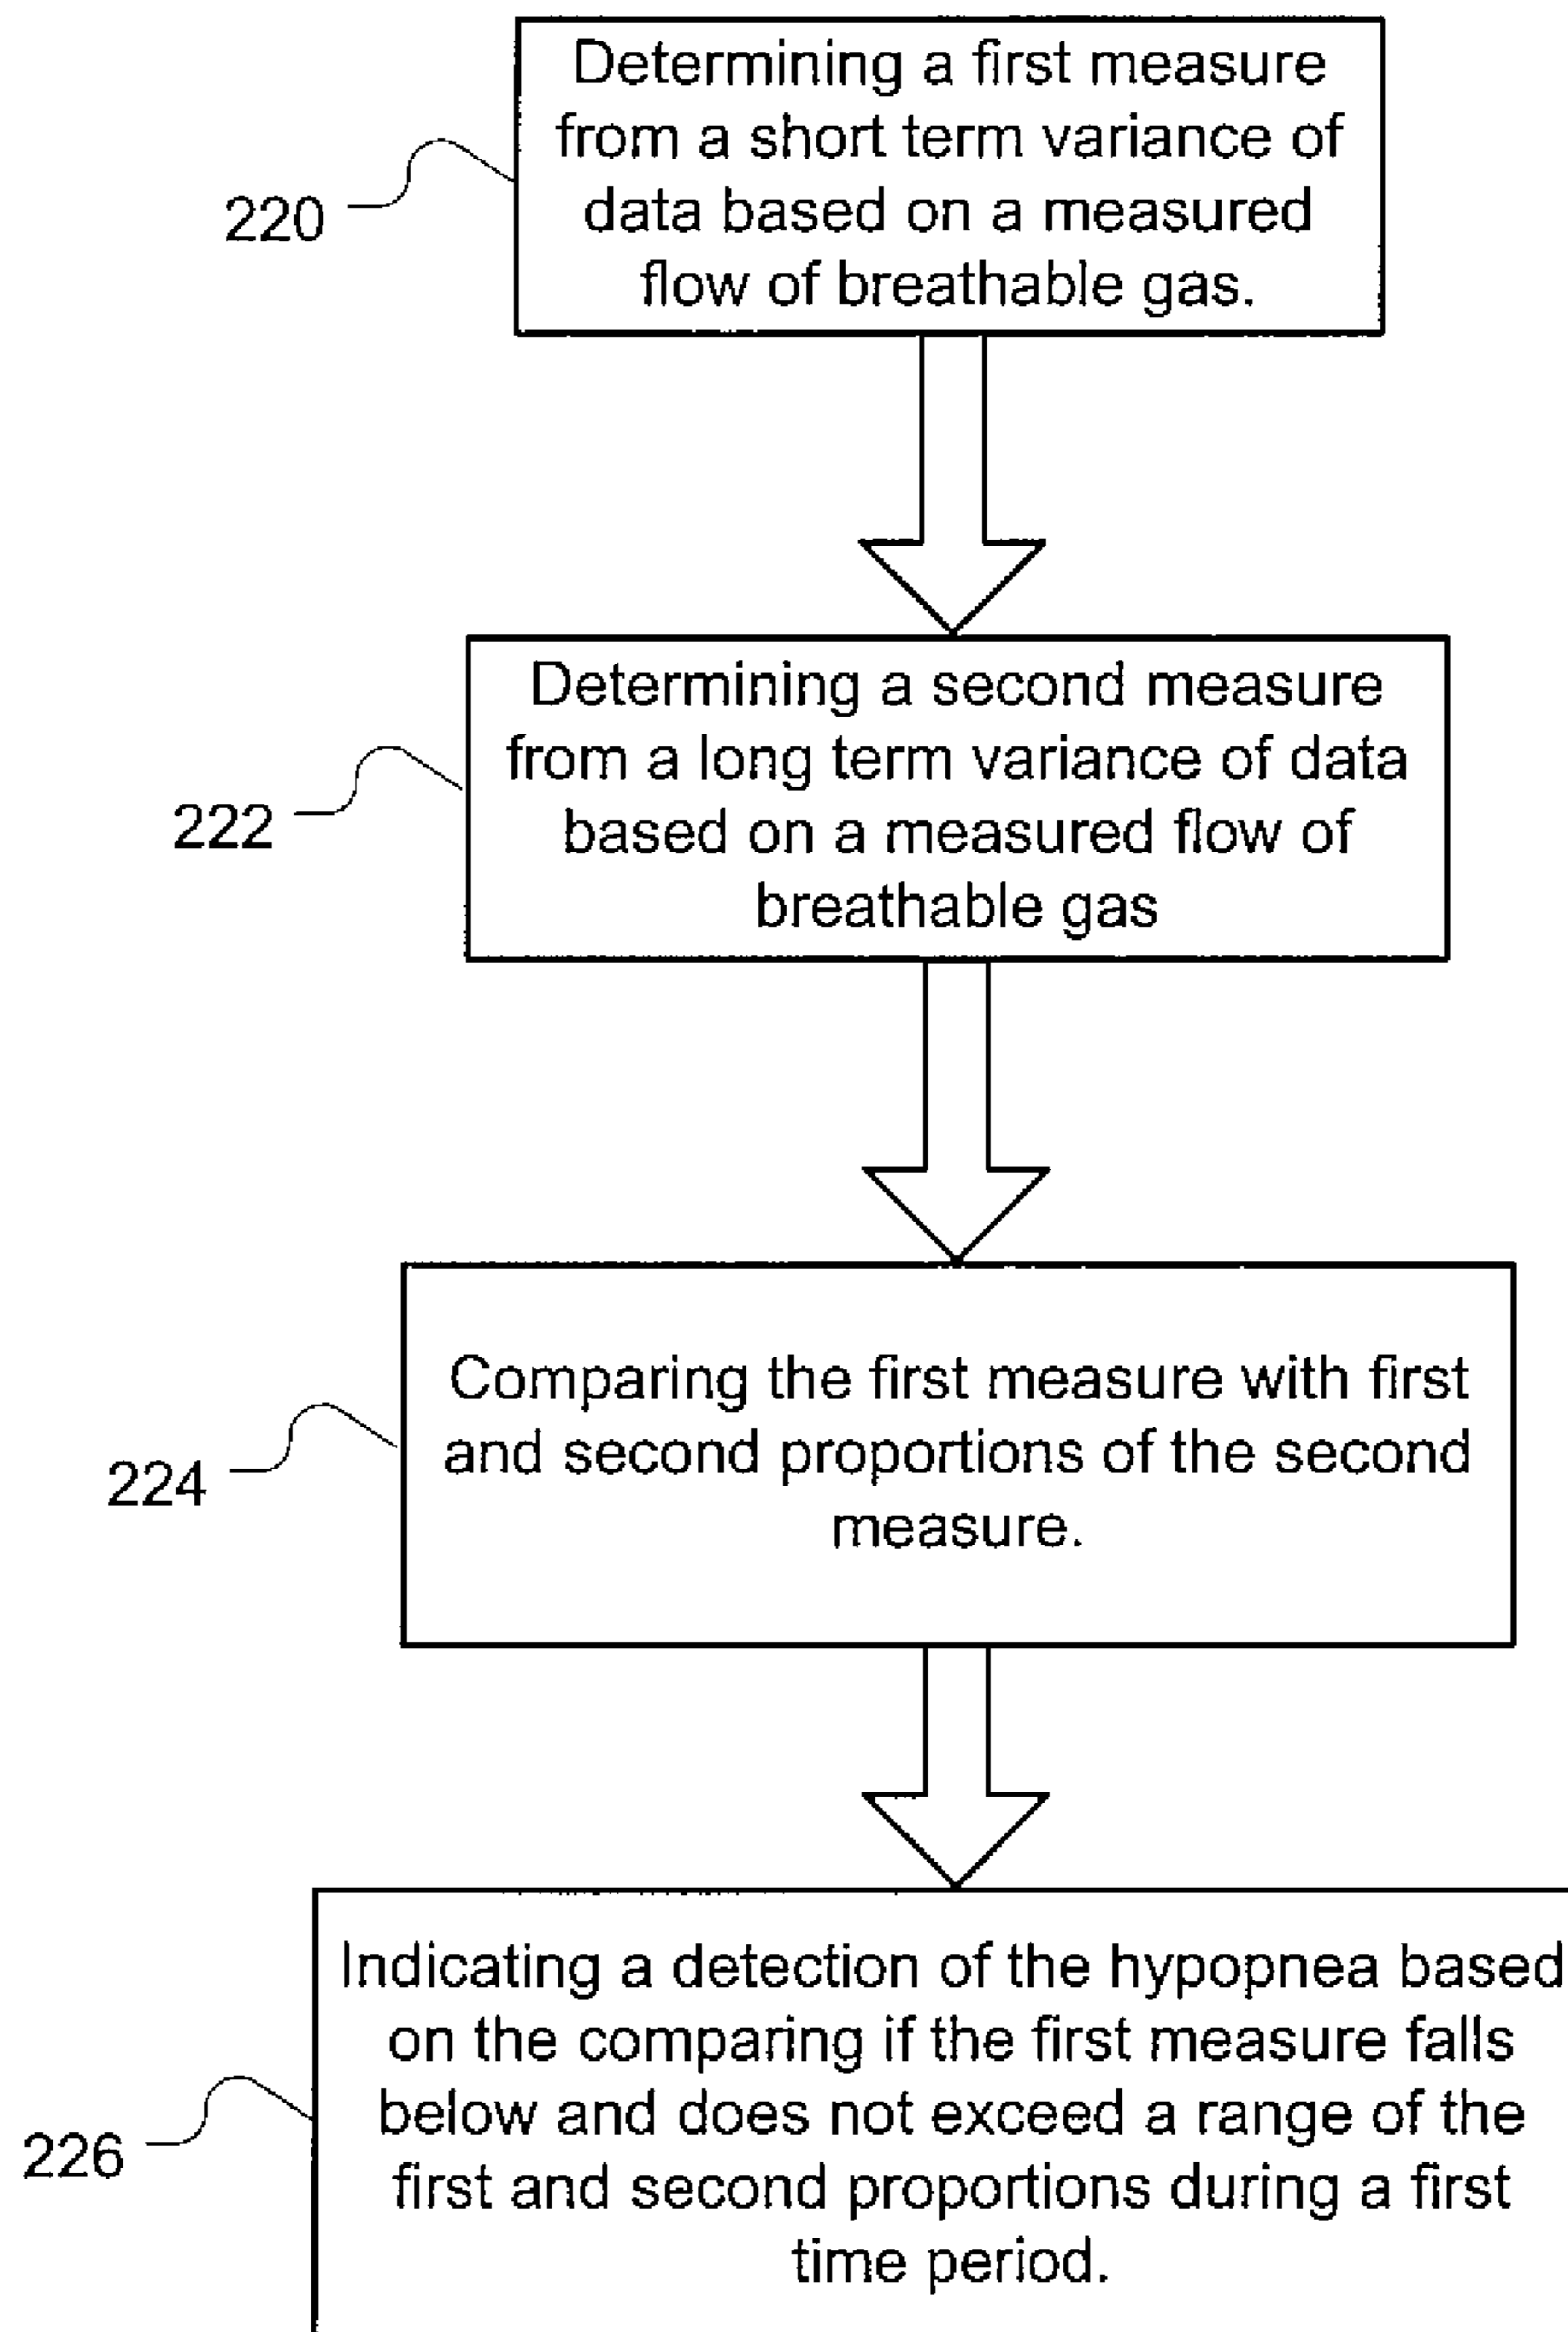 Determining a first measure
from a short term variance of
data based on a measured
flow of breathable gas.
220
Determining a second measure
from a long term variance of data
based on a measured flow of
breathable gas
222
Comparing the first measure with first
and second proportions of the second
measure.
224
Indicating a detection of the hypopnea based
on the comparing if the first measure falls
below and does not exceed a range of the
first and second proportions during a first
time period.
226